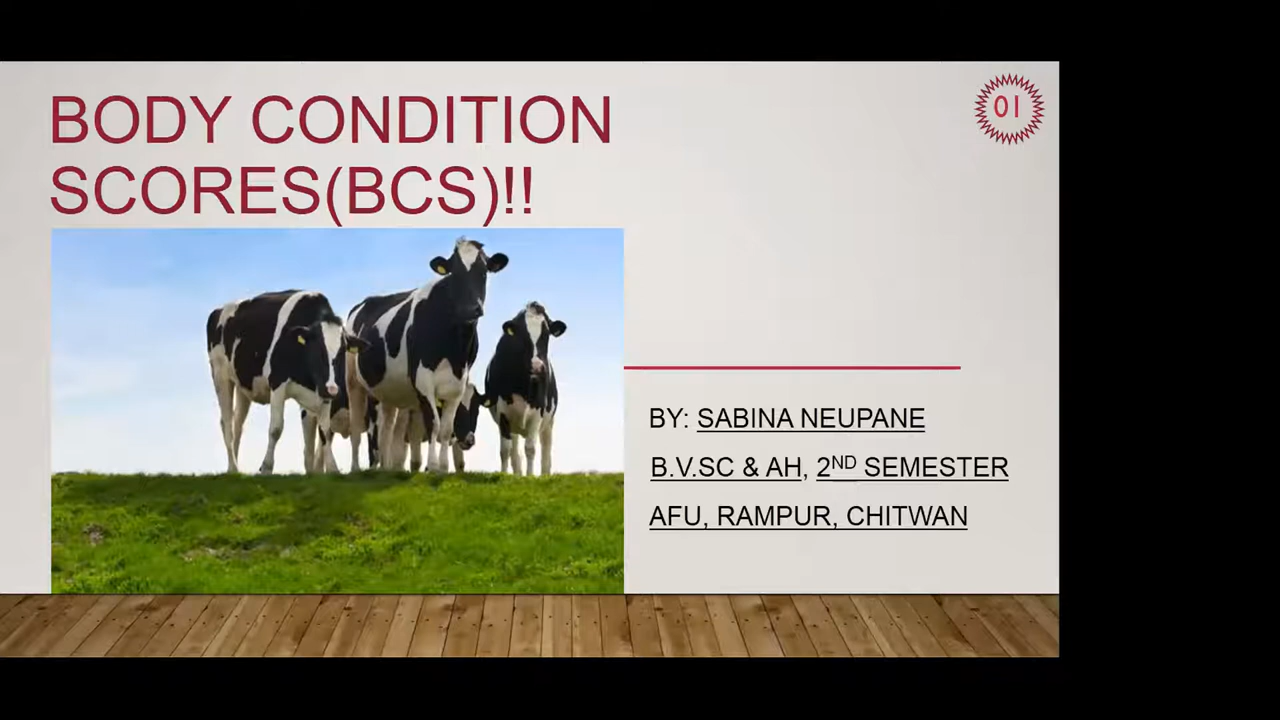 BODY CONDITION
SCORES(BCS)!!
01
BY: SABINA NEUPANE
B.V.SC & AH, 2ND SEMESTER
AFU, RAMPUR, CHITWAN